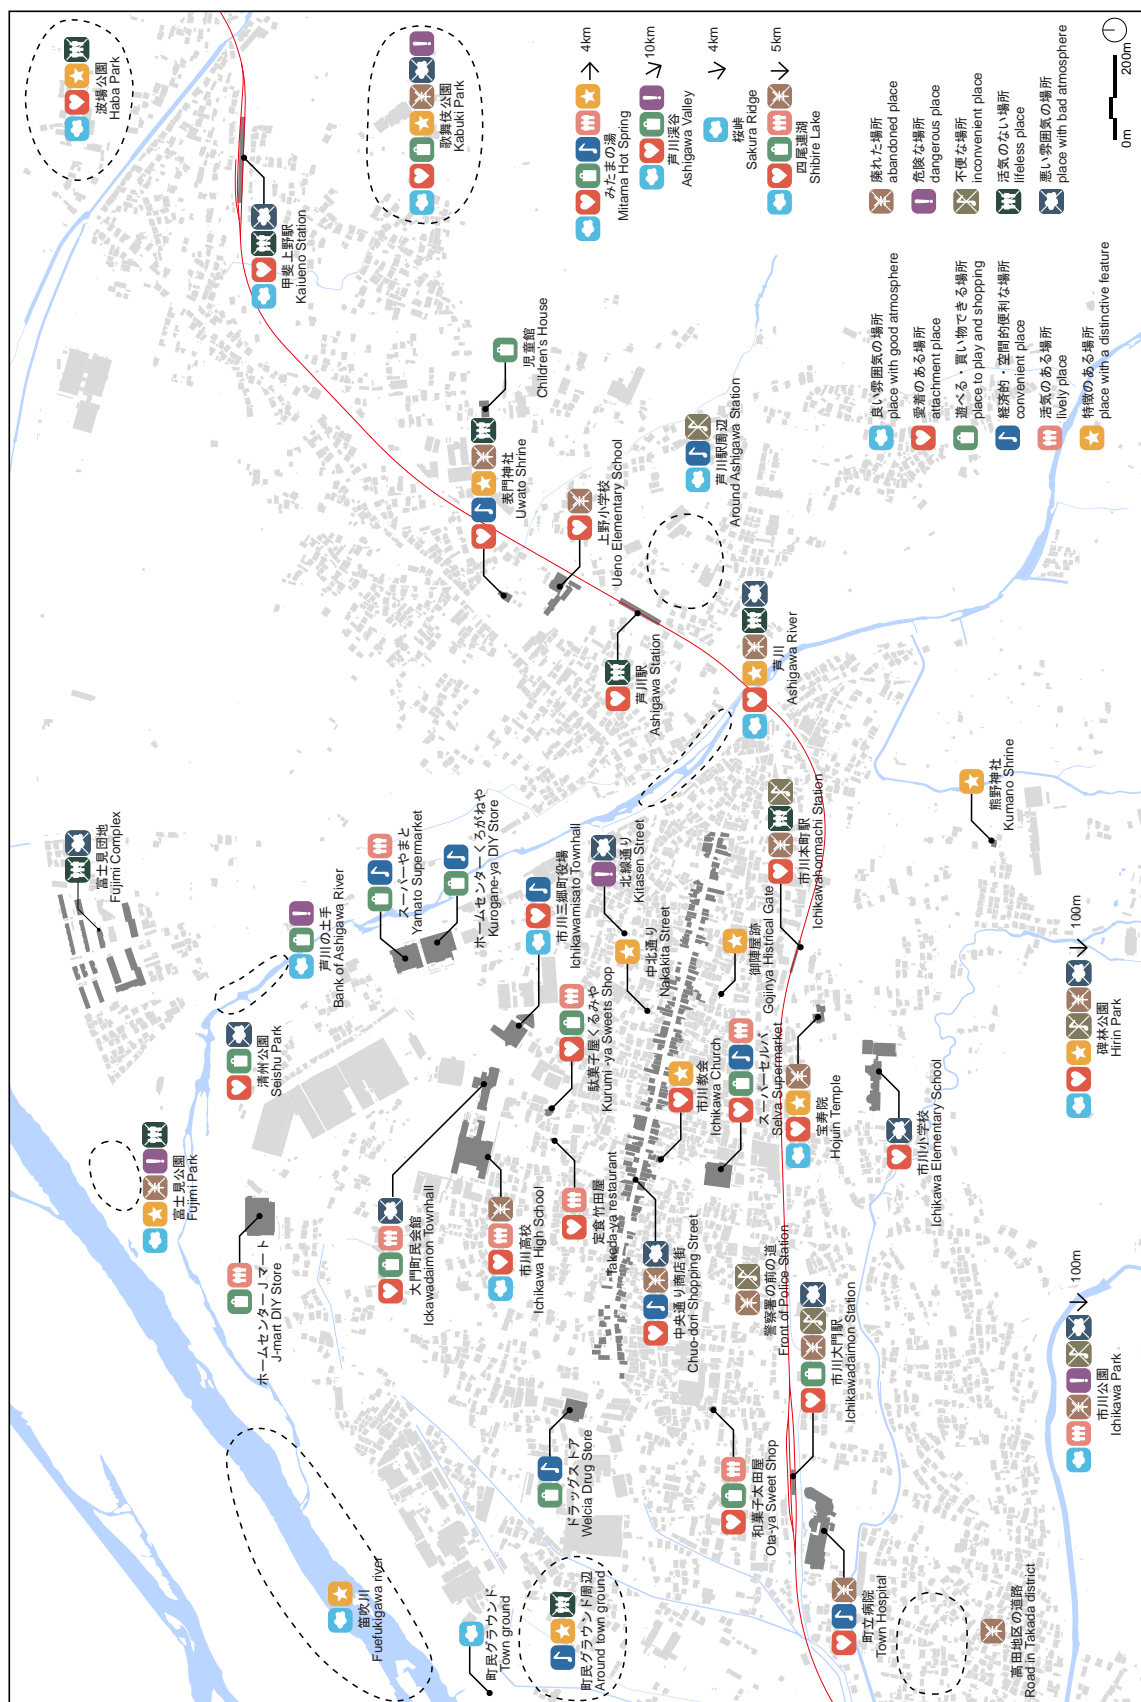 波場公園
Haba Park
歌舞伎公園
Kabuki Park
甲斐上野駅
Kaiueno Station
4km
みたまの湯
Mitama Hot Spring
10km
芦川渓谷
Ashigawa Valley
4km
桜峠
Sakura Ridge
5km
四尾連湖
Shibire Lake
児童館
Children's House
表門神社
Uwato Shrine
上野小学校
Ueno Elementary School
芦川駅周辺
Around Ashigawa Station
芦川駅
Ashigawa Station
芦川
Ashigawa River
富士見団地
Fujimi Complex
芦川の土手
Bank of Ashigawa River
スーパーやまと
Yamato Supermarket
ホームセンターくろがねや
Kurogane-ya DIY Store
市川三郷町役場
Ichikawamisato Townhall
北線通り
Kitasen Street
中北通り
Nakakita Street
御陣屋跡
Gojinya Histrical Gate
市川本町駅
Ichikawahonmachi Station
熊野神社
Kumano Shrine
清州公園
Seishu Park
駄菓子屋くるみや
Kurumi -ya Sweets Shop
市川教会
Ichikawa Church
スーパーセルバ
Selva Supermarket
宝寿院
Hojuin Temple
市川小学校
Ichikawa Elementary School
100m
碑林公園
Hirin Park
富士見公園
Fujimi Park
ホームセンターJマート
J-mart DIY Store
大門町民会館
Ickawadaimon Townhall
市川高校
Ichikawa High School
定食竹田屋
Takeda-ya restaurant
中央通り商店街
Chuo-dori Shopping Street
警察署の前の道
Front of Police Station
市川大門駅
Ichikawadaimon Station
100m
市川公園
Ichikawa Park
笛吹川
Fuefukigawa river
ドラッグストア
Welcia Drug Store
和菓子太田屋
Ota-ya Sweet Shop
町民グラウンド
Town ground
町民グラウンド周辺
Around town ground
町立病院
Town Hospital
高田地区の道路
Road in Takada district
良い雰囲気の場所
place with good atmosphere
愛着のある場所
attachment place
遊べる・買い物できる場所
place to play and shopping
経済的・空間的便利な場所
convenient place
活気のある場所
lively place
特徴のある場所
place with a distinctive feature
廃れた場所
abandoned place
危険な場所
dangerous place
不便な場所
inconvenient place
活気のない場所
lifeless place
悪い雰囲気の場所
place with bad atmosphere
0m
200m